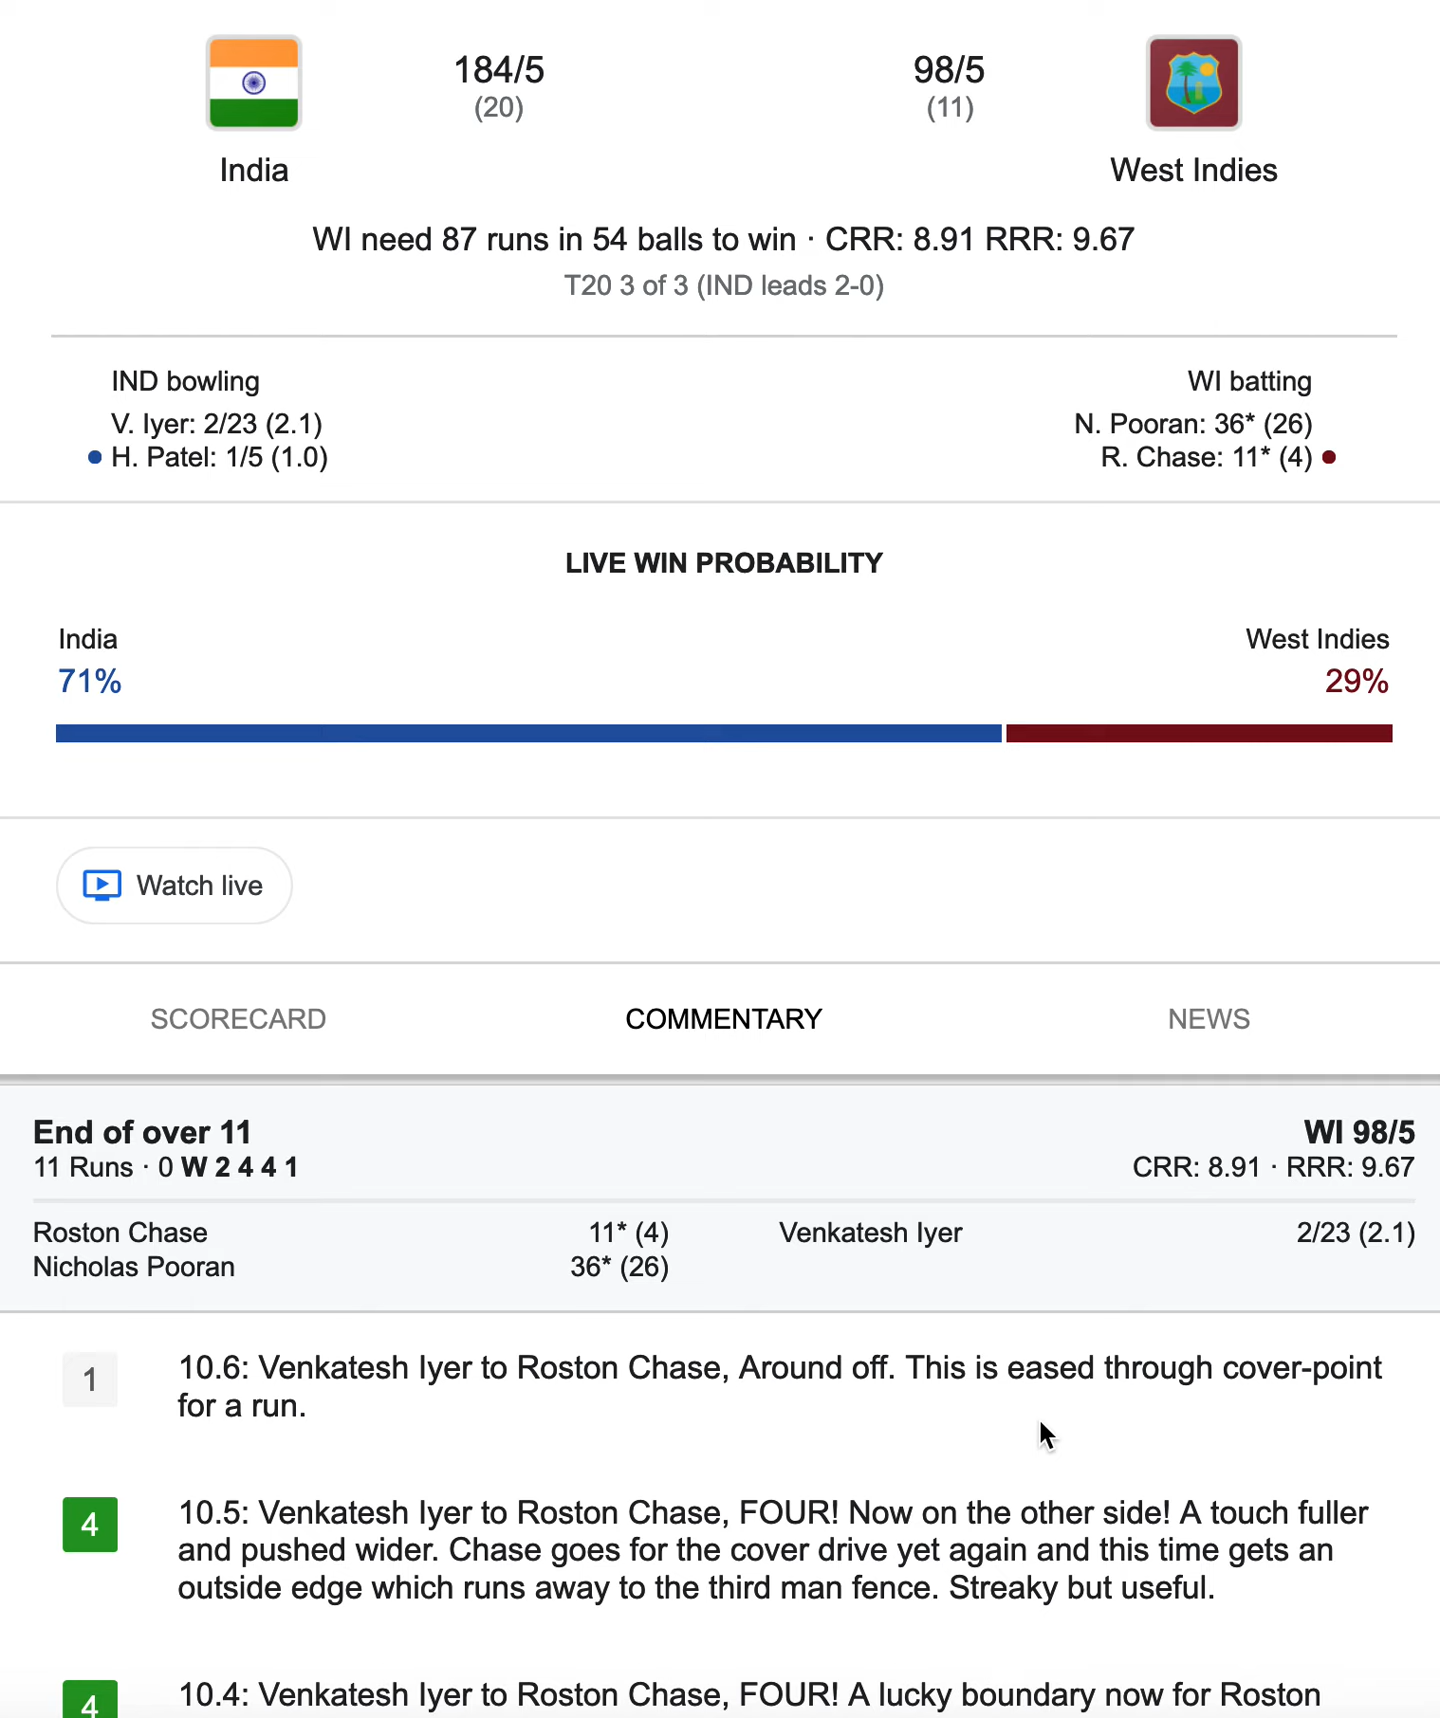 184/5
(20)
98/5
(11)
India
West Indies
WI need 87 runs in 54 balls to win · CRR: 8.91 RRR: 9.67
T20 3 of 3 (IND leads 2-0)
IND bowling
V. Iyer: 2/23 (2.1)
H. Patel: 1/5 (1.0)
WI batting
N. Pooran: 36* (26)
R. Chase: 11* (4)
LIVE WIN PROBABILITY
India
71%
West Indies
29%
Watch live
SCORECARD
COMMENTARY
NEWS
End of over 11
WI 98/5
11 Runs · 0 W 2 4 4 1
CRR: 8.91 · RRR: 9.67
Roston Chase 11* (4)
Nicholas Pooran 36* (26)
Venkatesh Iyer 2/23 (2.1)
1
10.6: Venkatesh Iyer to Roston Chase, Around off. This is eased through cover-point
for a run.
4
10.5: Venkatesh Iyer to Roston Chase, FOUR! Now on the other side! A touch fuller
and pushed wider. Chase goes for the cover drive yet again and this time gets an
outside edge which runs away to the third man fence. Streaky but useful.
4
10.4: Venkatesh Iyer to Roston Chase, FOUR! A lucky boundary now for Roston